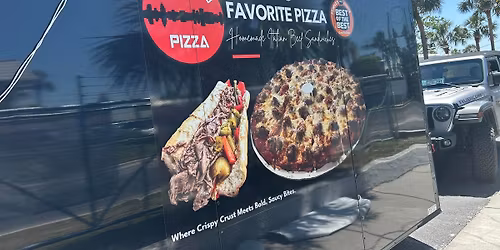 FAVORITE PIZZA
BEST OF THE BEST
PIZZA
Homemade Italian Beef Sandwiches
Where Crispy Crust Meets Bold, Saucy Bites.